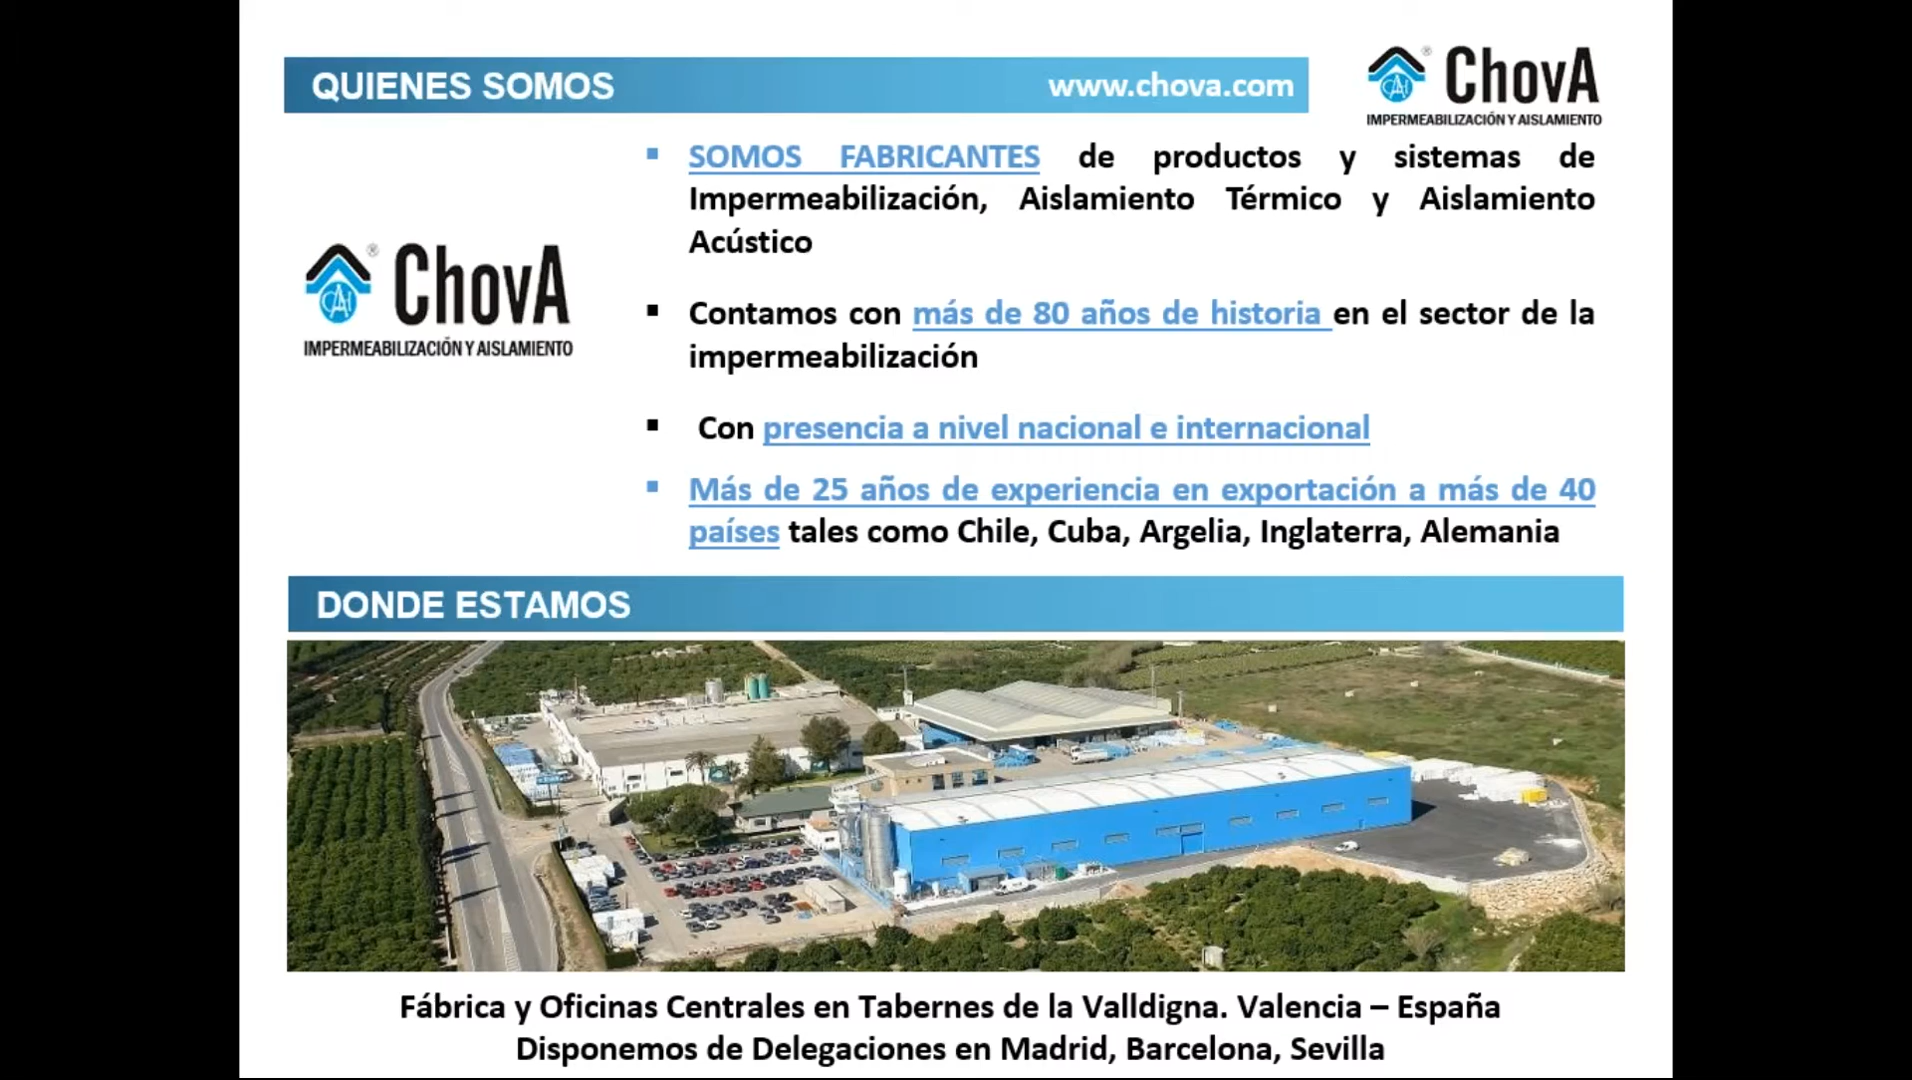 QUIENES SOMOS
www.chova.com
® ChovA
IMPERMEABILIZACIÓN Y AISLAMIENTO
SOMOS FABRICANTES de productos y sistemas de
Impermeabilización, Aislamiento Térmico y Aislamiento
Acústico
® ChovA
IMPERMEABILIZACIÓN Y AISLAMIENTO
Contamos con más de 80 años de historia en el sector de la
impermeabilización
Con presencia a nivel nacional e internacional
Más de 25 años de experiencia en exportación a más de 40
países tales como Chile, Cuba, Argelia, Inglaterra, Alemania
DONDE ESTAMOS
Fábrica y Oficinas Centrales en Tabernes de la Valldigna. Valencia – España
Disponemos de Delegaciones en Madrid, Barcelona, Sevilla